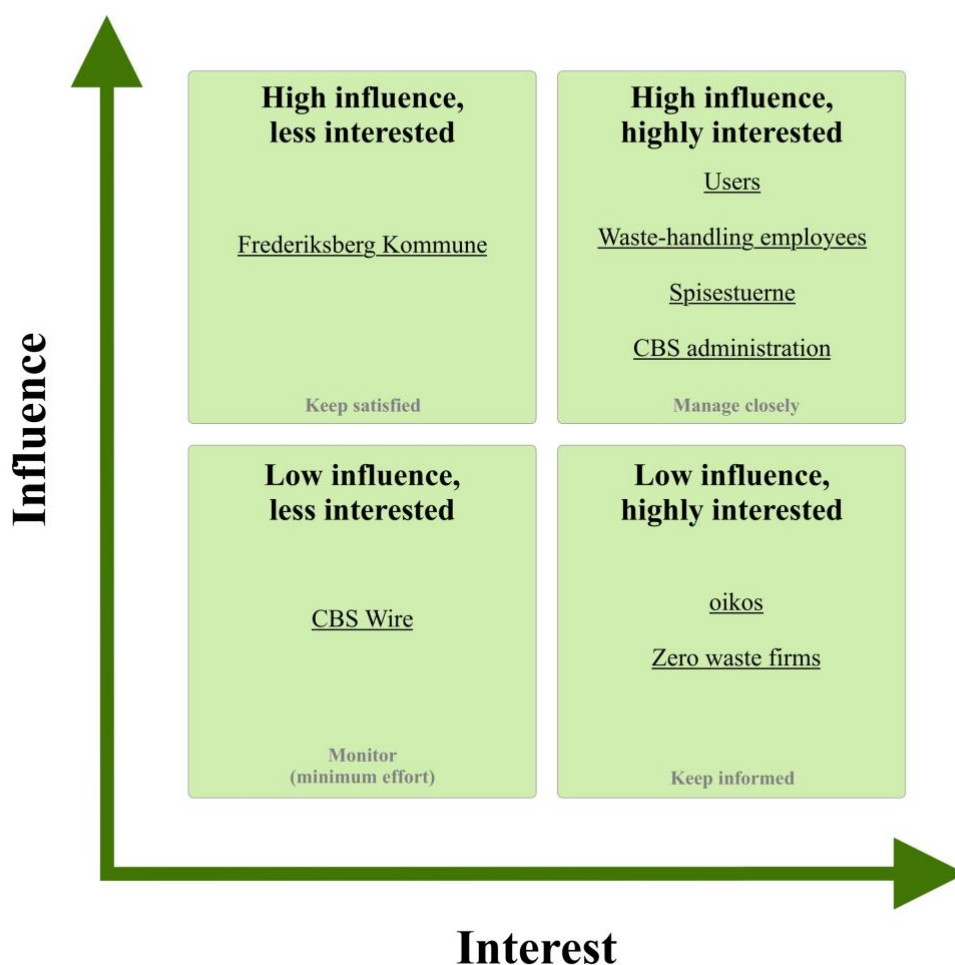 High influence,
less interested
Frederiksberg Kommune
Keep satisfied
High influence,
highly interested
Users
Waste-handling employees
Spisestuerne
CBS administration
Manage closely
Influence
Low influence,
less interested
CBS Wire
Monitor
(minimum effort)
Low influence,
highly interested
oikos
Zero waste firms
Keep informed
Interest